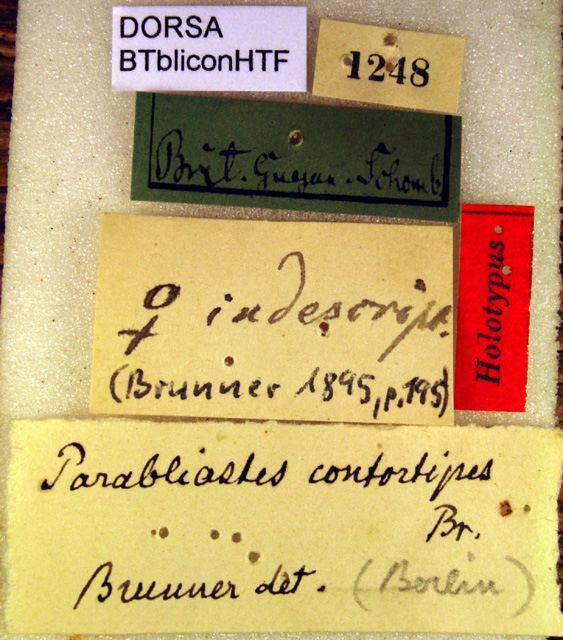 DORSA
BTbliconHTF
1248
Brit. Guyan. Schomb
Holotypus
♀ indescript.
(Brunner 1895, p. 195)
Parabliastes contortipes
Br.
Brunner det. (Berlin)